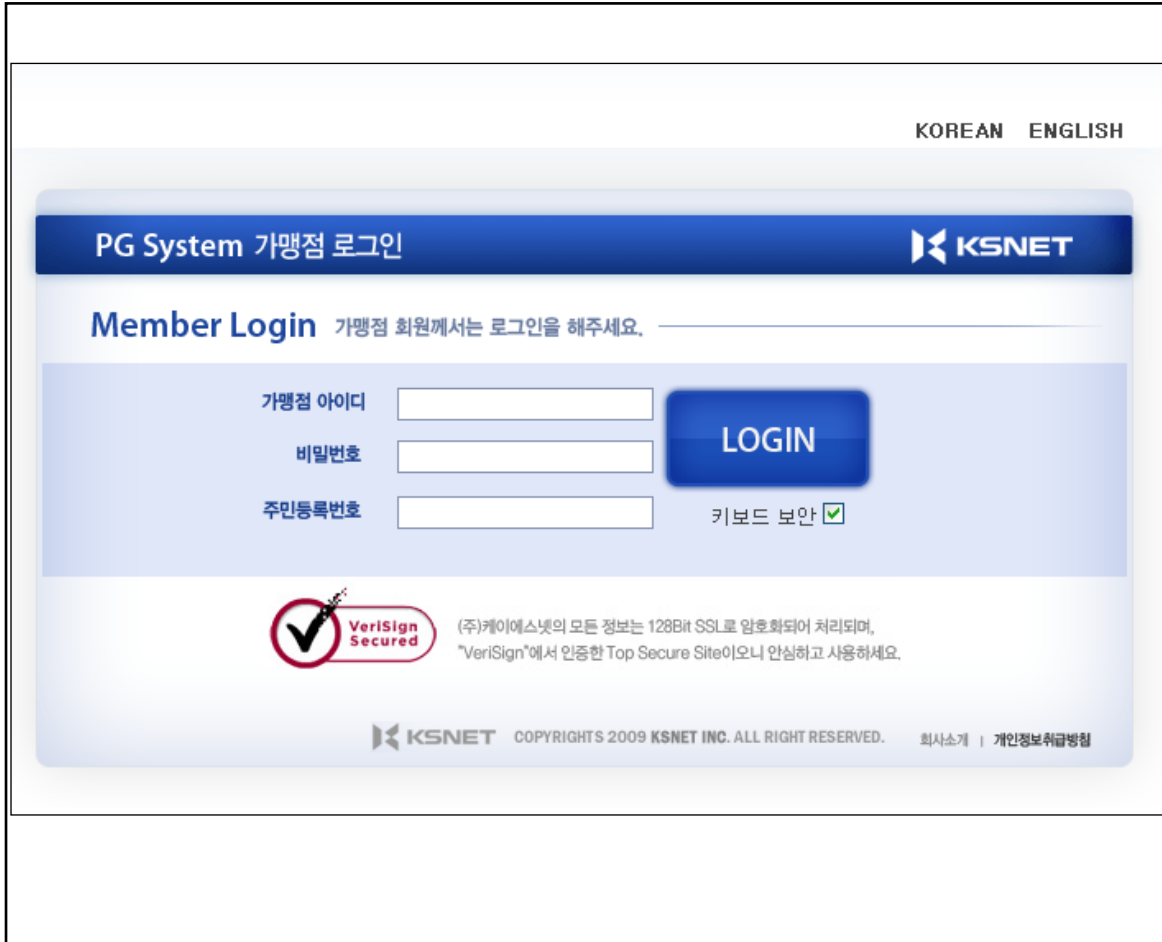 KOREAN ENGLISH
PG System 가맹점 로그인 KSNET
Member Login 가맹점 회원께서는 로그인을 해주세요.
가맹점 아이디
비밀번호
LOGIN
주민등록번호
키보드 보안
VeriSign
Secured
(주)케이에스넷의 모든 정보는 128Bit SSL로 암호화되어 처리되며,
"VeriSign"에서 인증한 Top Secure Site이오니 안심하고 사용하세요.
KSNET COPYRIGHTS 2009 KSNET INC. ALL RIGHT RESERVED. 회사소개 | 개인정보취급방침